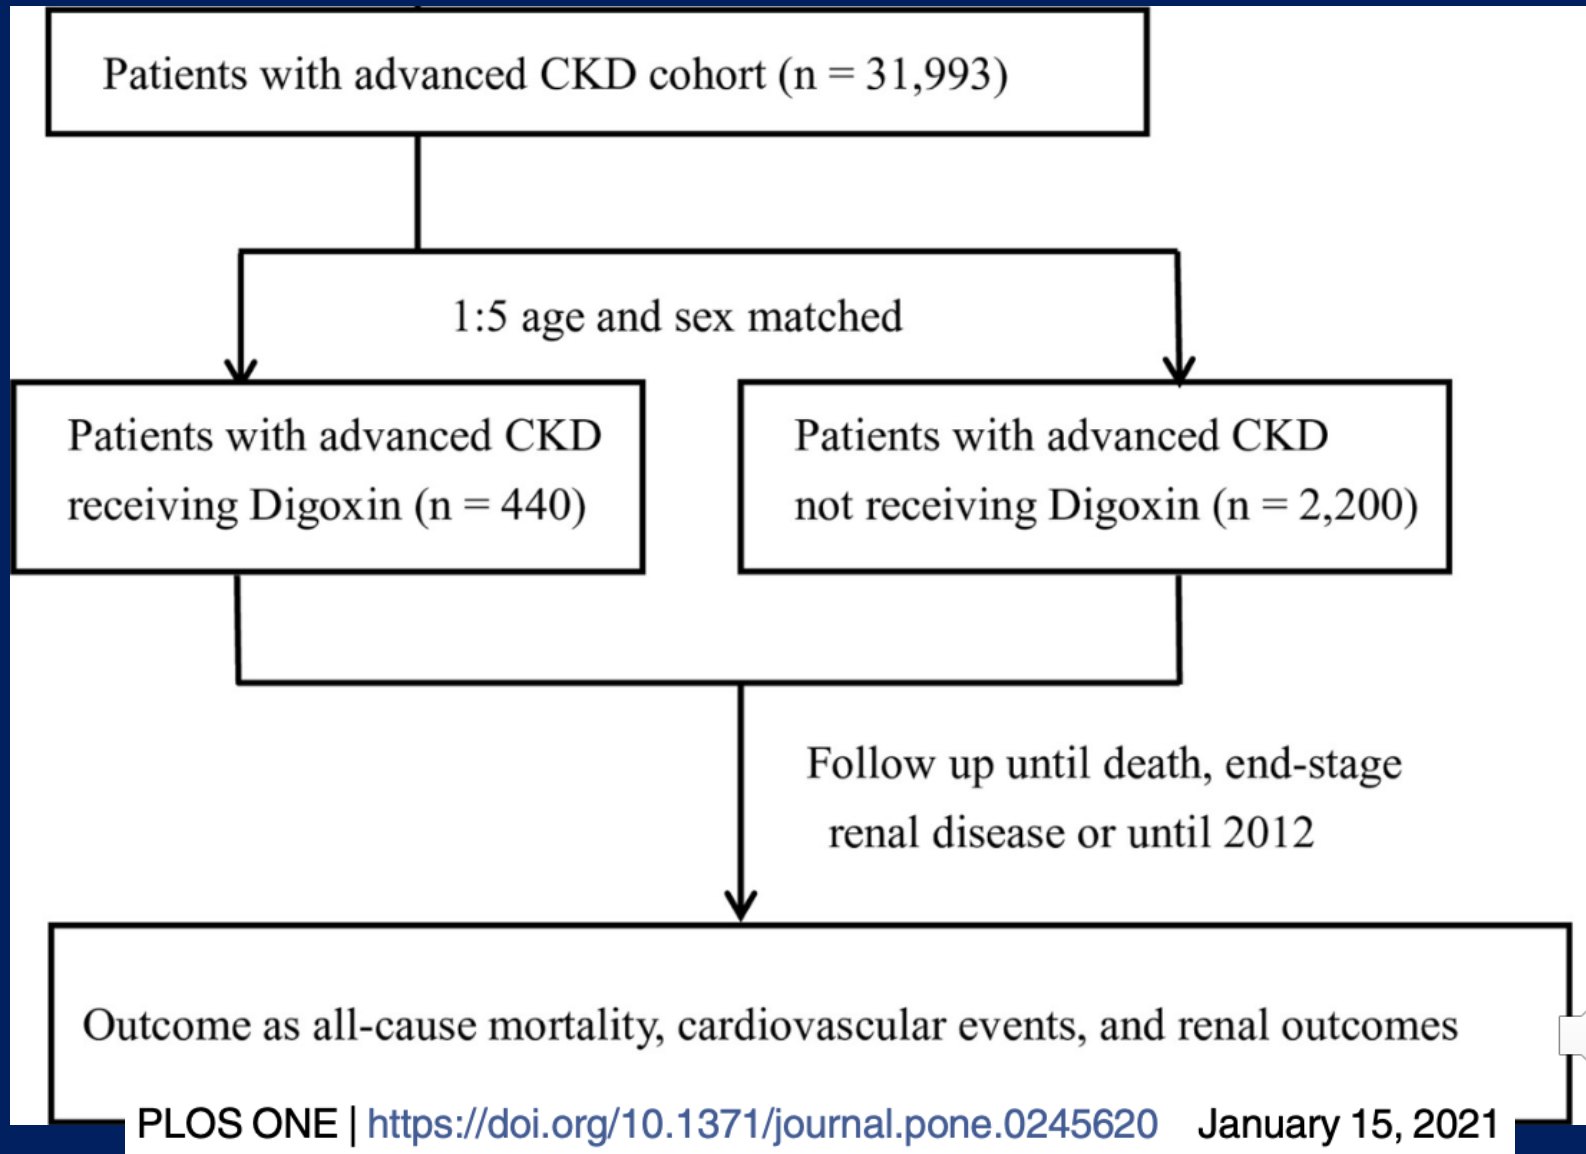 Patients with advanced CKD cohort (n = 31,993)
1:5 age and sex matched
Patients with advanced CKD
receiving Digoxin (n = 440)
Patients with advanced CKD
not receiving Digoxin (n = 2,200)
Follow up until death, end-stage
renal disease or until 2012
Outcome as all-cause mortality, cardiovascular events, and renal outcomes
PLOS ONE | https://doi.org/10.1371/journal.pone.0245620 January 15, 2021